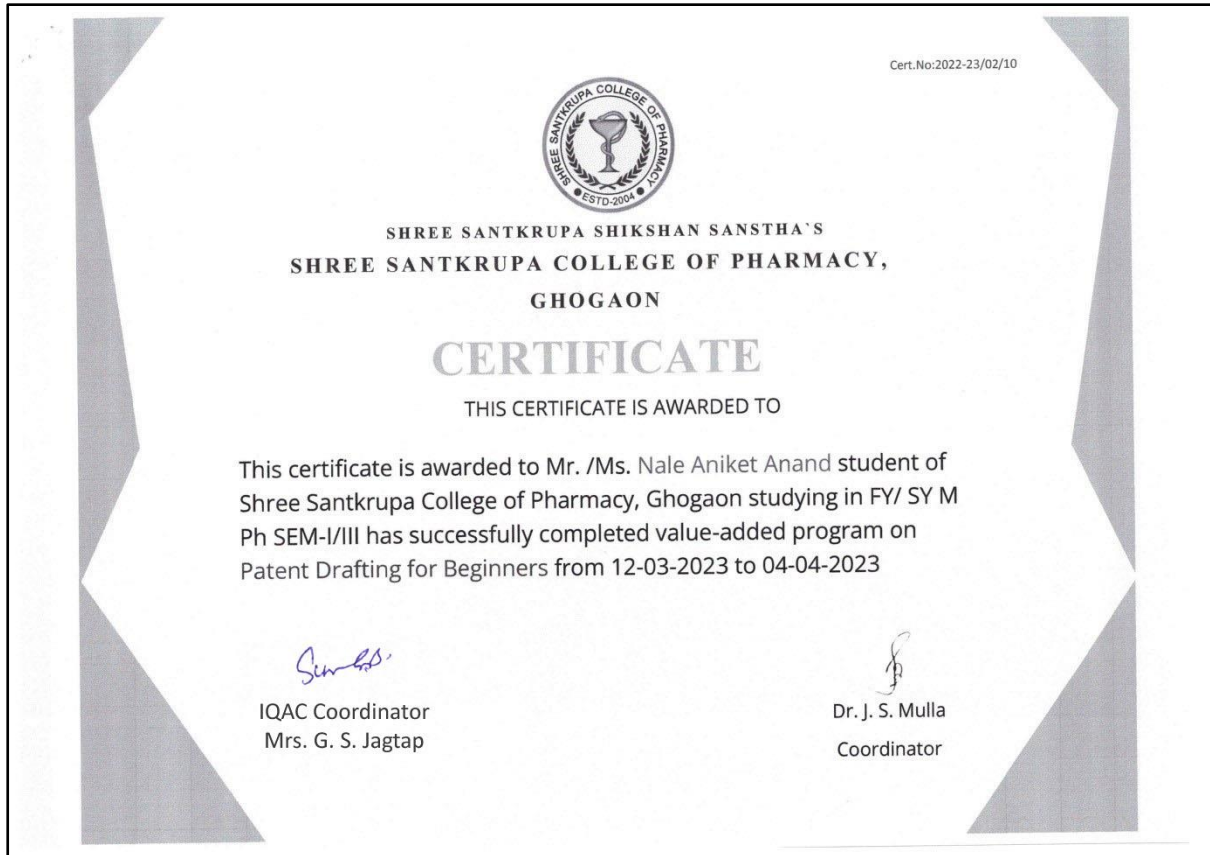 Cert.No:2022-23/02/10
SHREE SANTKRUPA COLLEGE OF PHARMACY
ESTD-2004
SHREE SANTKRUPA SHIKSHAN SANSTHA`S
SHREE SANTKRUPA COLLEGE OF PHARMACY,
GHOGAON
CERTIFICATE
THIS CERTIFICATE IS AWARDED TO
This certificate is awarded to Mr. /Ms. Nale Aniket Anand student of
Shree Santkrupa College of Pharmacy, Ghogaon studying in FY/ SY M
Ph SEM-I/III has successfully completed value-added program on
Patent Drafting for Beginners from 12-03-2023 to 04-04-2023
IQAC Coordinator
Mrs. G. S. Jagtap
Dr. J. S. Mulla
Coordinator